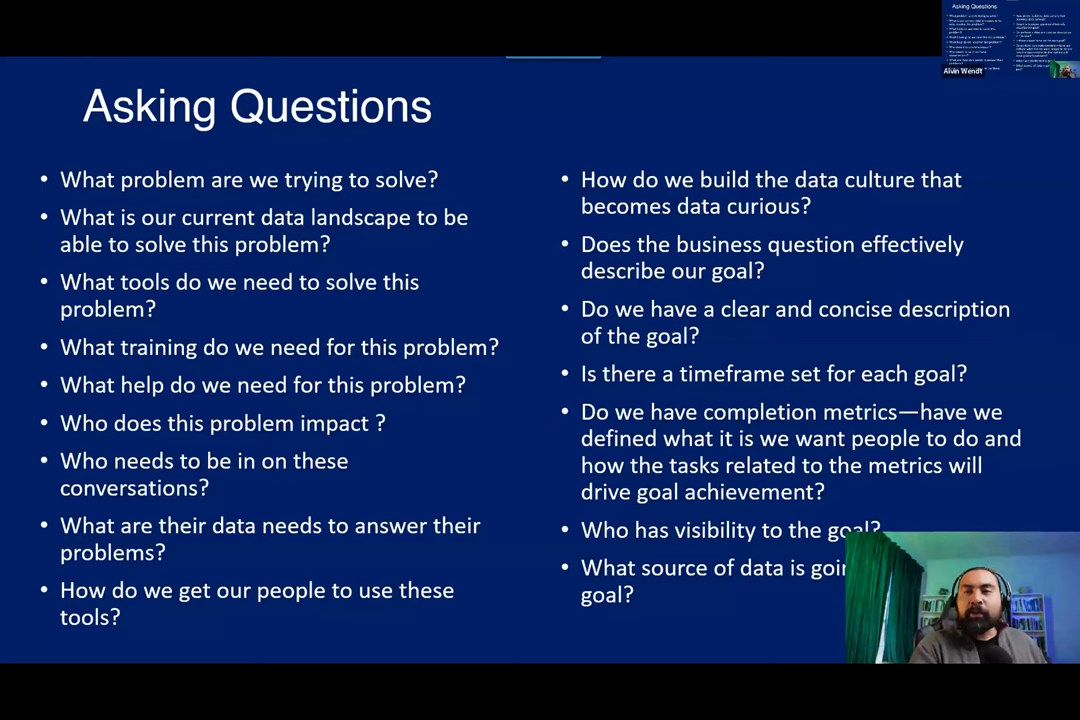 Asking Questions
• What problem are we trying to solve?
• What is our current data landscape to be
able to solve this problem?
• What tools do we need to solve this
problem?
• What training do we need for this problem?
• What help do we need for this problem?
• Who does this problem impact ?
• Who needs to be in on these
conversations?
• What are their data needs to answer their
problems?
• How do we get our people to use these
tools?
• How do we build the data culture that
becomes data curious?
• Does the business question effectively
describe our goal?
• Do we have a clear and concise description
of the goal?
• Is there a timeframe set for each goal?
• Do we have completion metrics—have we
defined what it is we want people to do and
how the tasks related to the metrics will
drive goal achievement?
• Who has visibility to the goal?
• What source of data is
goal?
Asking Questions
Alvin Wendt